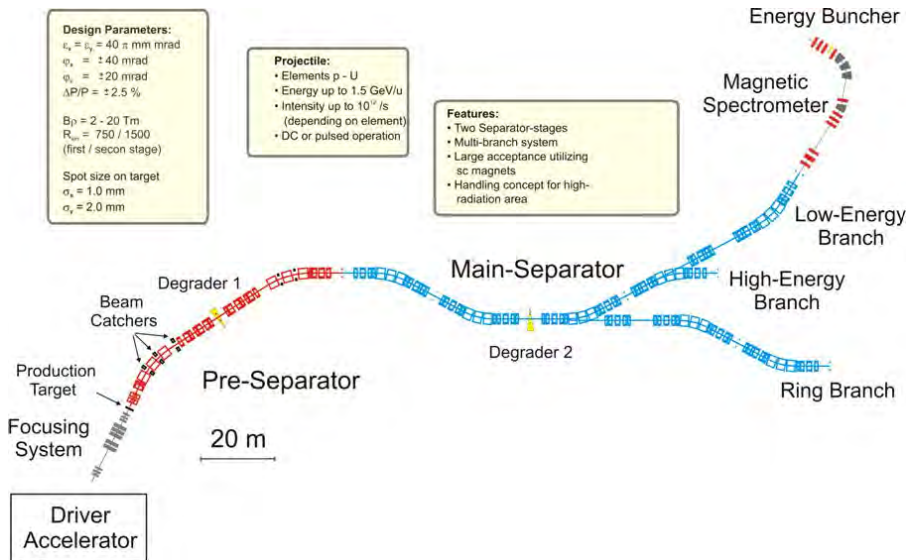 Design Parameters:
εx = εy = 40 π mm mrad
φx = ±40 mrad
φy = ±20 mrad
ΔP/P = ±2.5 %
Bρ = 2 - 20 Tm
Rion = 750 / 1500
(first / secon stage)
Spot size on target
σx = 1.0 mm
σy = 2.0 mm
Projectile:
• Elements p - U
• Energy up to 1.5 GeV/u
• Intensity up to 10¹² /s
(depending on element)
• DC or pulsed operation
Features:
• Two Separator-stages
• Multi-branch system
• Large acceptance utilizing
sc magnets
• Handling concept for high-
radiation area
Energy Buncher
Magnetic
Spectrometer
Low-Energy
Branch
High-Energy
Branch
Main-Separator
Degrader 1
Beam
Catchers
Degrader 2
Production
Target
Pre-Separator
Ring Branch
Focusing
System
20 m
Driver
Accelerator